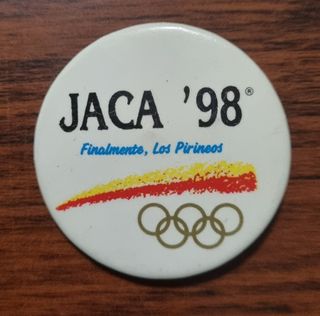 JACA '98®
Finalmente, Los Pirineos